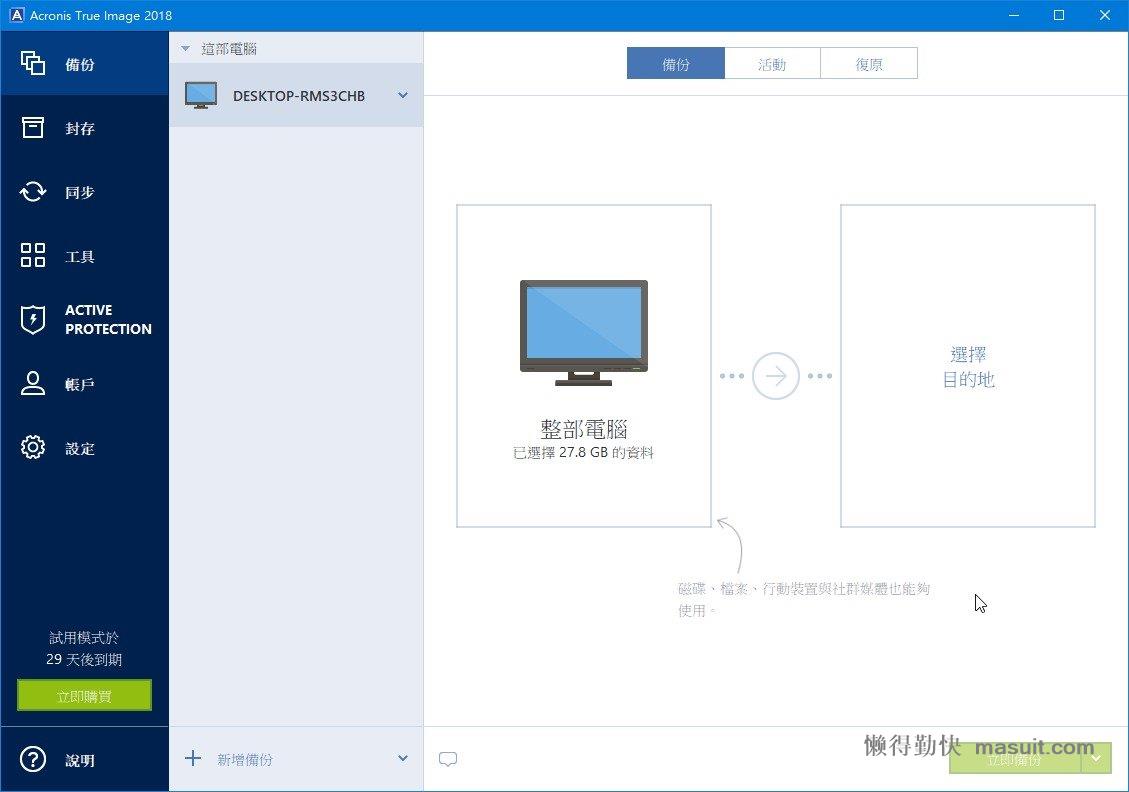 Acronis True Image 2018
備份
封存
同步
工具
ACTIVE
PROTECTION
帳戶
設定
試用模式於
29 天後到期
立即購買
說明
這部電腦
DESKTOP-RMS3CHB
新增備份
備份
活動
復原
整部電腦
已選擇 27.8 GB 的資料
選擇
目的地
磁碟、檔案、行動裝置與社群媒體也能夠
使用。
立即備份
懒得勤快 masuit.com